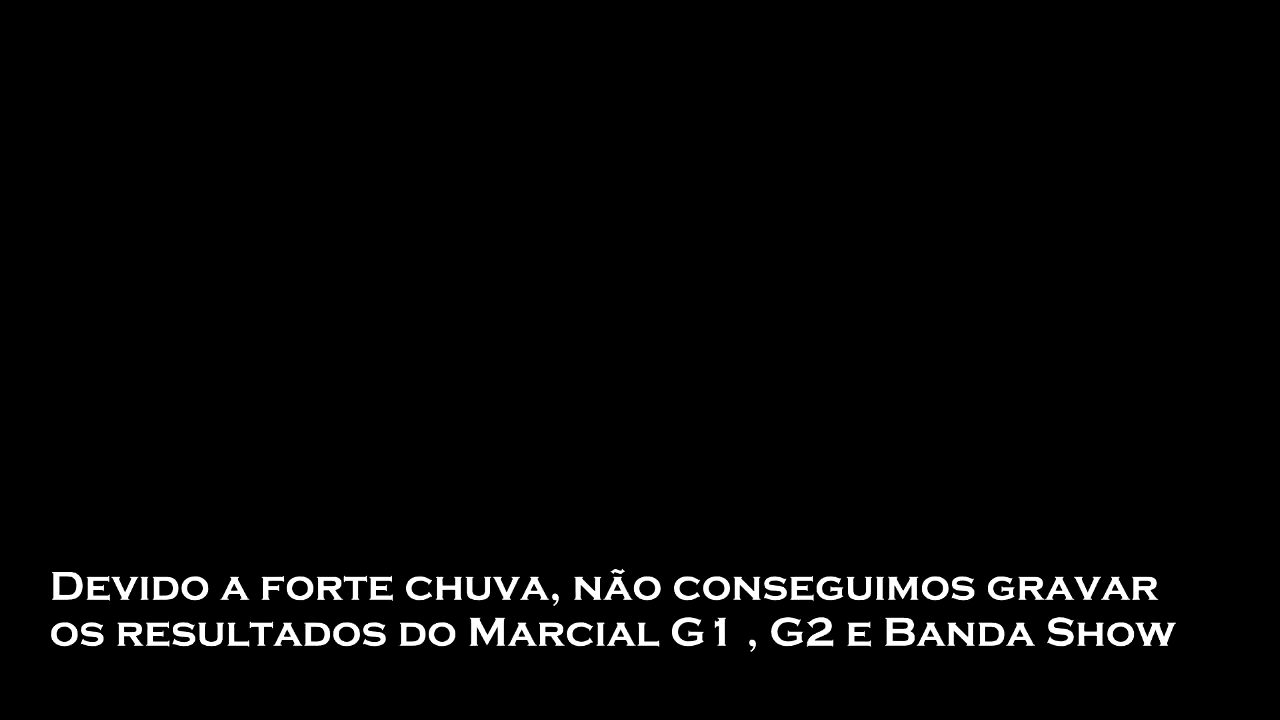 Devido a forte chuva, não conseguimos gravar
os resultados do Marcial G1 , G2 e Banda Show